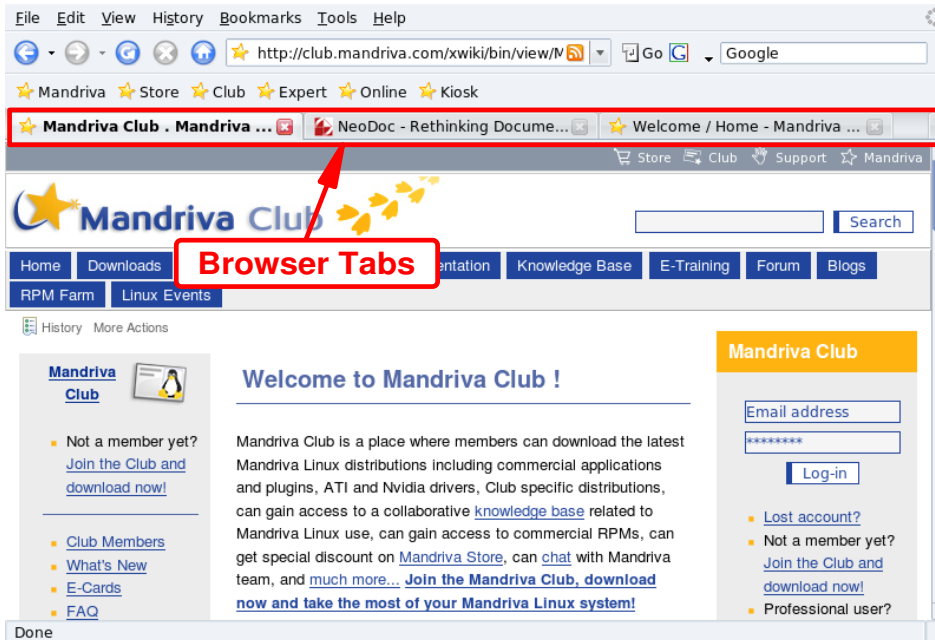 File Edit View History Bookmarks Tools Help
http://club.mandriva.com/xwiki/bin/view/M Go G Google
Mandriva Store Club Expert Online Kiosk
Mandriva Club . Mandriva ... NeoDoc - Rethinking Docume... Welcome / Home - Mandriva ...
Store Club Support Mandriva
Mandriva Club
Search
Browser Tabs
Home Downloads entation Knowledge Base E-Training Forum Blogs
RPM Farm Linux Events
History More Actions
Mandriva
Club
Not a member yet?
Join the Club and
download now!
Club Members
What's New
E-Cards
FAQ
Welcome to Mandriva Club !
Mandriva Club is a place where members can download the latest
Mandriva Linux distributions including commercial applications
and plugins, ATI and Nvidia drivers, Club specific distributions,
can gain access to a collaborative knowledge base related to
Mandriva Linux use, can gain access to commercial RPMs, can
get special discount on Mandriva Store, can chat with Mandriva
team, and much more... Join the Mandriva Club, download
now and take the most of your Mandriva Linux system!
Mandriva Club
Email address
********
Log-in
Lost account?
Not a member yet?
Join the Club and
download now!
Professional user?
Done